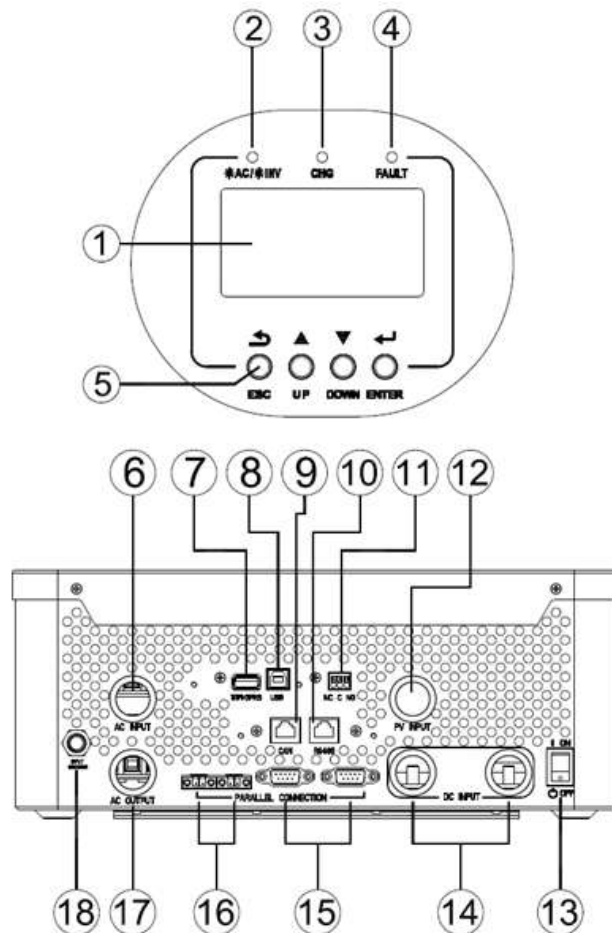 ② ③ ④
☀AC/☀INV CHG FAULT
①
⑤
ESC UP DOWN ENTER
⑥ ⑦ ⑧ ⑨ ⑩ ⑪ ⑫
USB NC C NO
AC INPUT PV INPUT
CAN RS485
I ON
AC OUTPUT PARALLEL CONNECTION DC INPUT OFF
⑱ ⑰ ⑯ ⑮ ⑭ ⑬